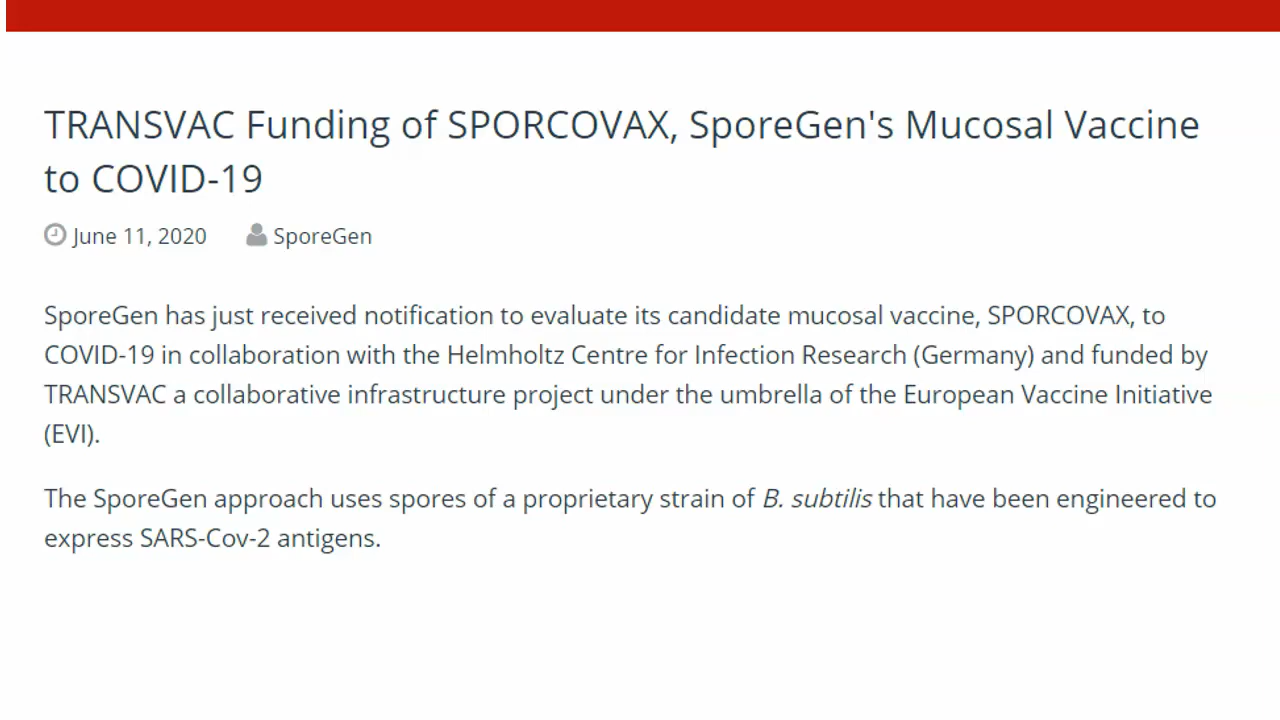 TRANSVAC Funding of SPORCOVAX, SporeGen's Mucosal Vaccine
to COVID-19
June 11, 2020 SporeGen
SporeGen has just received notification to evaluate its candidate mucosal vaccine, SPORCOVAX, to
COVID-19 in collaboration with the Helmholtz Centre for Infection Research (Germany) and funded by
TRANSVAC a collaborative infrastructure project under the umbrella of the European Vaccine Initiative
(EVI).
The SporeGen approach uses spores of a proprietary strain of B. subtilis that have been engineered to
express SARS-Cov-2 antigens.